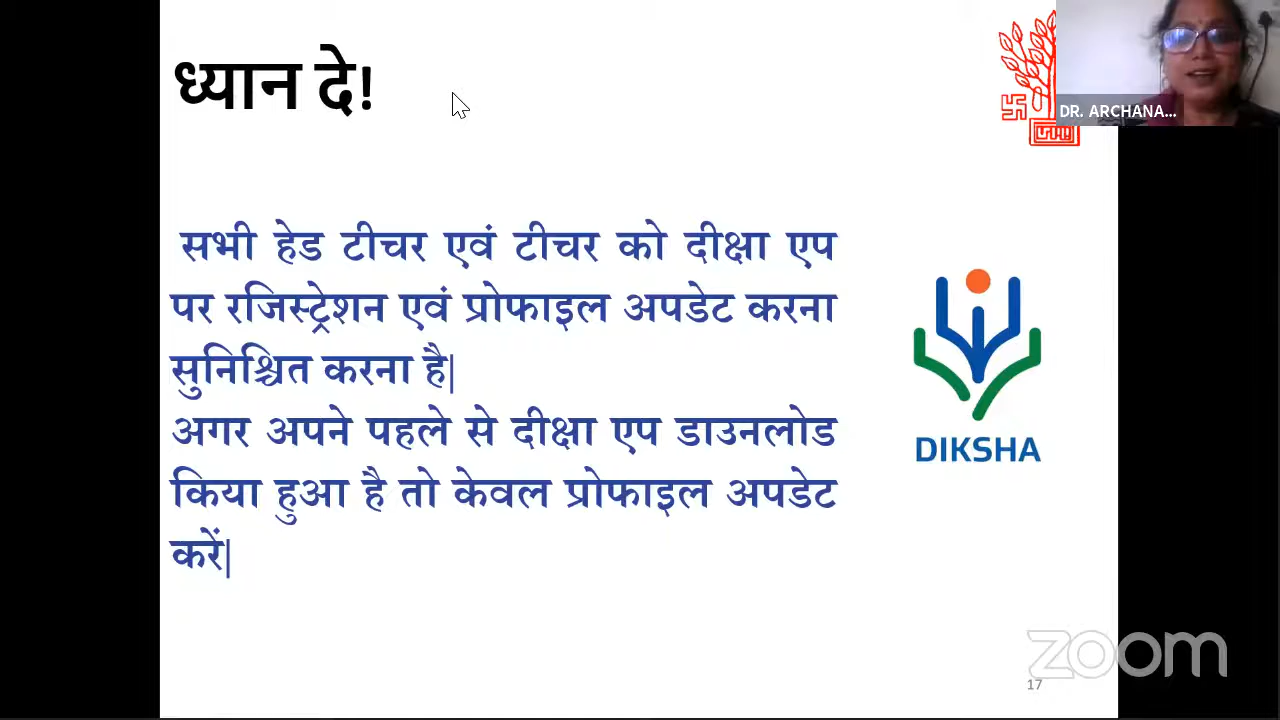 ध्यान दे!
DR. ARCHANA...
सभी हेड टीचर एवं टीचर को दीक्षा एप
पर रजिस्ट्रेशन एवं प्रोफाइल अपडेट करना
सुनिश्चित करना है|
अगर अपने पहले से दीक्षा एप डाउनलोड
किया हुआ है तो केवल प्रोफाइल अपडेट
करें|
DIKSHA
zoom
17